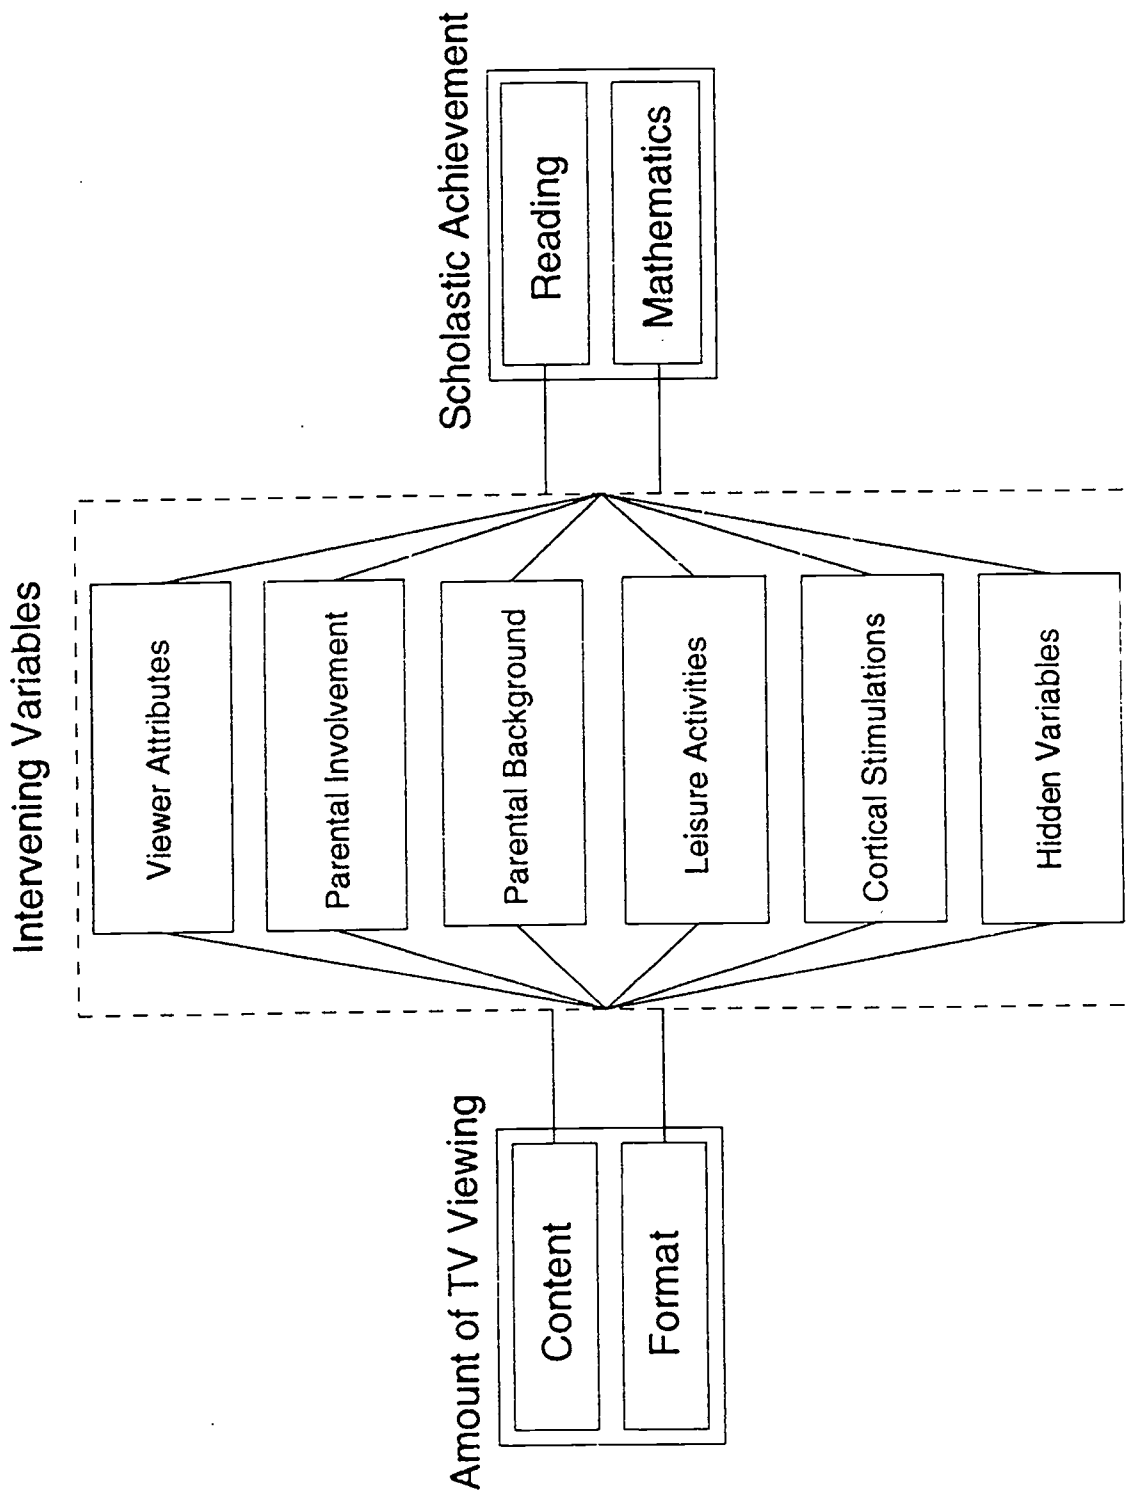 Intervening Variables
Amount of TV Viewing
Content
Format
Viewer Attributes
Parental Involvement
Parental Background
Leisure Activities
Cortical Stimulations
Hidden Variables
Scholastic Achievement
Reading
Mathematics